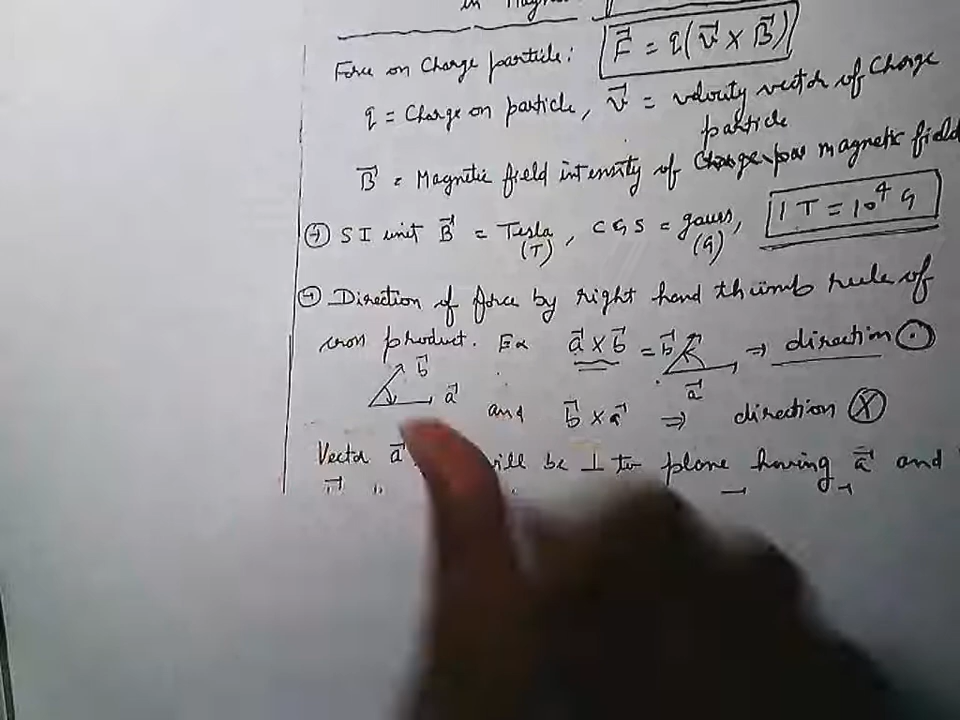 in Magne
Force on Charge particle: F⃗ = q(v⃗ × B⃗)
q = Charge on particle, v⃗ = velocity vector of Charge
particle
B⃗ = Magnetic field intensity of magnetic field
→ SI unit B⃗ = Tesla (T), CGS = gauss, (G) 1 T = 10⁴ G
→ Direction of force by right hand thumb rule of
cross product. Ex a⃗ × b⃗ = b⃗ a⃗ ⇒ direction ⊙
b⃗ a⃗ and b⃗ × a⃗ ⇒ direction ⊗
Vector a⃗ will be ⊥ to plane having a⃗ and